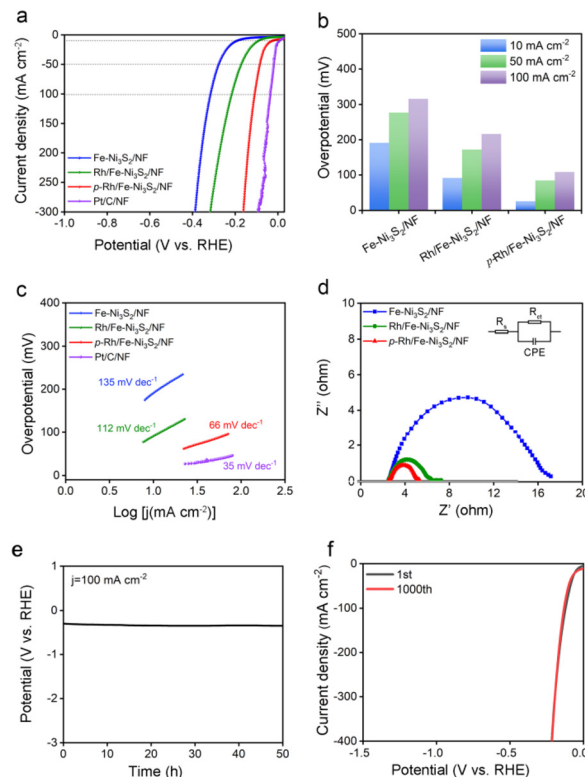 a
Current density (mA cm⁻²)
0
-50
-100
-150
-200
-250
-300
Fe-Ni₃S₂/NF
Rh/Fe-Ni₃S₂/NF
p-Rh/Fe-Ni₃S₂/NF
Pt/C/NF
-1.0 -0.8 -0.6 -0.4 -0.2 0.0
Potential (V vs. RHE)
b
Overpotential (mV)
500
400
300
200
100
0
10 mA cm⁻²
50 mA cm⁻²
100 mA cm⁻²
Fe-Ni₃S₂/NF
Rh/Fe-Ni₃S₂/NF
p-Rh/Fe-Ni₃S₂/NF
c
Overpotential (mV)
400
300
200
100
0
Fe-Ni₃S₂/NF
Rh/Fe-Ni₃S₂/NF
p-Rh/Fe-Ni₃S₂/NF
Pt/C/NF
135 mV dec⁻¹
112 mV dec⁻¹
66 mV dec⁻¹
35 mV dec⁻¹
0.0 0.5 1.0 1.5 2.0 2.5
Log [j(mA cm⁻²)]
d
Z'' (ohm)
10
8
6
4
2
0
Fe-Ni₃S₂/NF
Rh/Fe-Ni₃S₂/NF
p-Rh/Fe-Ni₃S₂/NF
Rₛ
R
CPE
0 4 8 12 16 20
Z' (ohm)
e
Potential (V vs. RHE)
1
0
-1
-2
-3
j=100 mA cm⁻²
0 10 20 30 40 50
Time (h)
f
Current density (mA cm⁻²)
0
-100
-200
-300
-400
1st
1000th
-1.5 -1.0 -0.5 0.0
Potential (V vs. RHE)